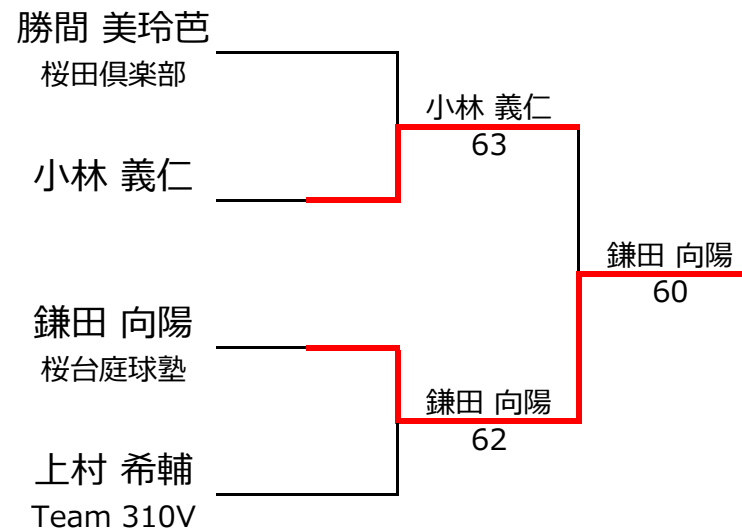 勝間 美玲芭
桜田倶楽部
小林 義仁
63
小林 義仁
鎌田 向陽
60
鎌田 向陽
桜台庭球塾
鎌田 向陽
62
上村 希輔
Team 310V